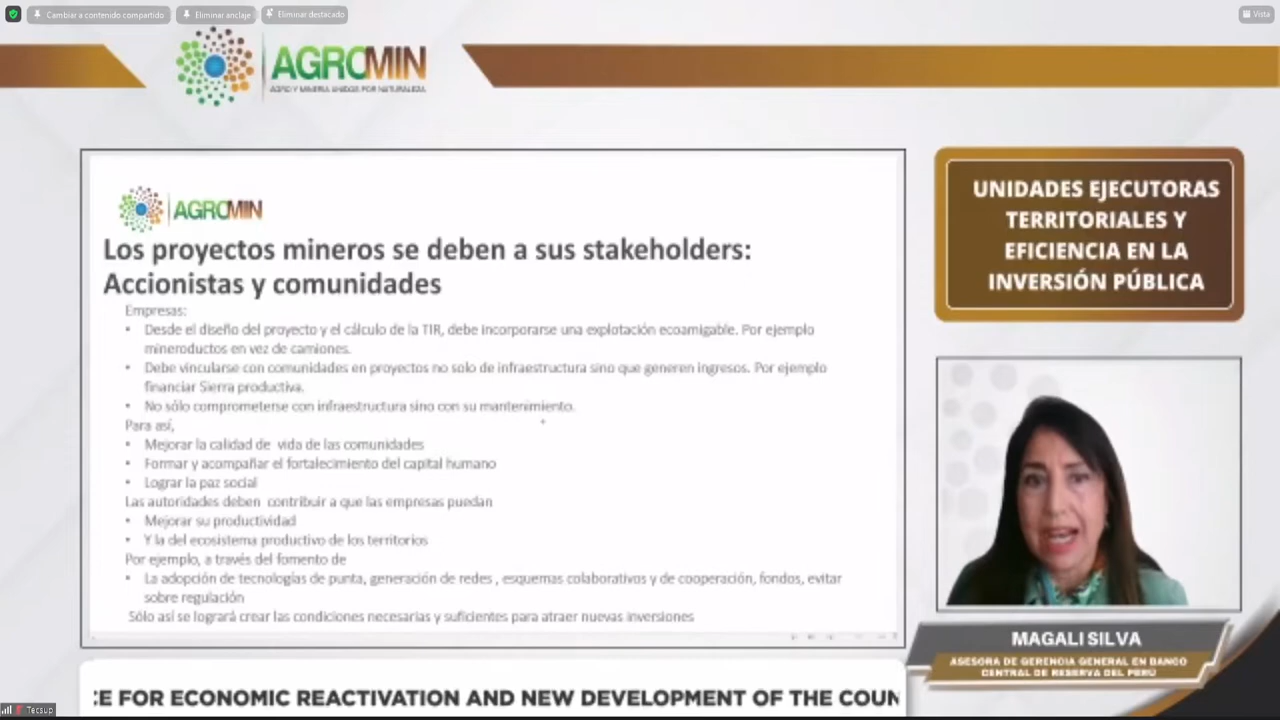 Cambiar a contenido compartido
Eliminar anclaje
Eliminar destacado
Vista
AGROMIN
AGRO Y MINERÍA UNIDOS POR NATURALEZA
AGROMIN
Los proyectos mineros se deben a sus stakeholders:
Accionistas y comunidades
Empresas:
• Desde el diseño del proyecto y el cálculo de la TIR, debe incorporarse una explotación ecoamigable. Por ejemplo
mineroductos en vez de camiones.
• Debe vincularse con comunidades en proyectos no solo de infraestructura sino que generen ingresos. Por ejemplo
financiar Sierra productiva.
• No sólo comprometerse con infraestructura sino con su mantenimiento.
Para así,
• Mejorar la calidad de vida de las comunidades
• Formar y acompañar el fortalecimiento del capital humano
• Lograr la paz social
Las autoridades deben contribuir a que las empresas puedan
• Mejorar su productividad
• Y la del ecosistema productivo de los territorios
Por ejemplo, a través del fomento de
• La adopción de tecnologías de punta, generación de redes , esquemas colaborativos y de cooperación, fondos, evitar
sobre regulación
Sólo así se logrará crear las condiciones necesarias y suficientes para atraer nuevas inversiones
UNIDADES EJECUTORAS
TERRITORIALES Y
EFICIENCIA EN LA
INVERSIÓN PÚBLICA
MAGALI SILVA
ASESORA DE GERENCIA GENERAL EN BANCO
CENTRAL DE RESERVA DEL PERÚ
CE FOR ECONOMIC REACTIVATION AND NEW DEVELOPMENT OF THE COUN
Tecsup